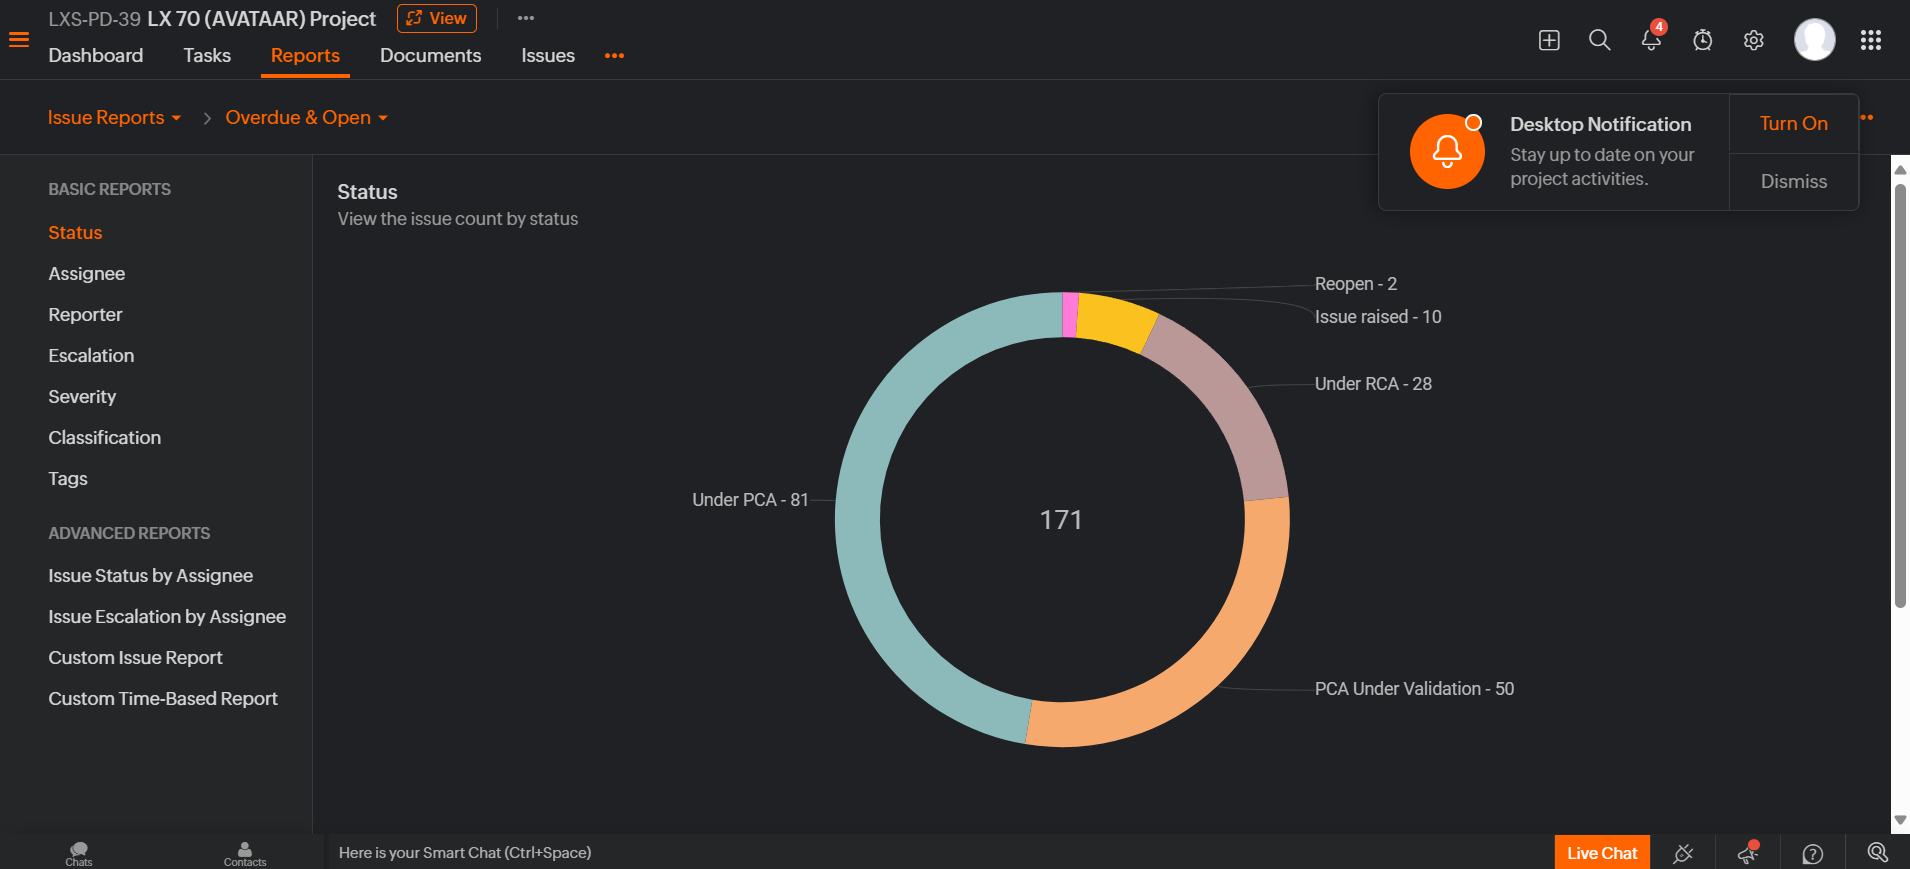 LXS-PD-39 LX 70 (AVATAAR) Project View
Dashboard Tasks Reports Documents Issues
4
Issue Reports Overdue & Open
Desktop Notification
Stay up to date on your
project activities.
Turn On
Dismiss
BASIC REPORTS
Status
Assignee
Reporter
Escalation
Severity
Classification
Tags
ADVANCED REPORTS
Issue Status by Assignee
Issue Escalation by Assignee
Custom Issue Report
Custom Time-Based Report
Status
View the issue count by status
Reopen - 2
Issue raised - 10
Under RCA - 28
Under PCA - 81
171
PCA Under Validation - 50
Chats
Contacts
Here is your Smart Chat (Ctrl+Space)
Live Chat